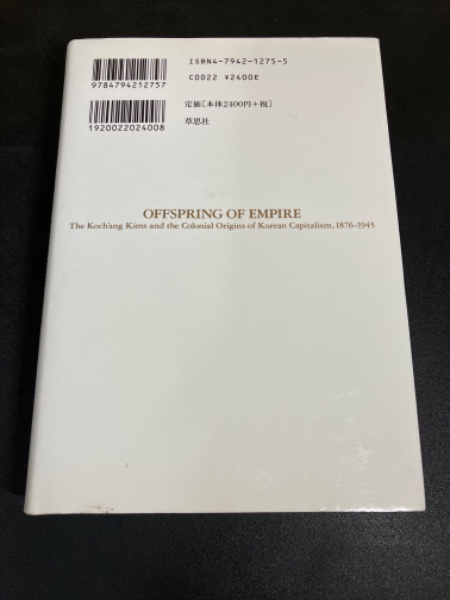 ISBN4-7942-1275-5
9784794212757
C0022 ¥2400E
定価［本体2400円＋税］
1920022024008
草思社
OFFSPRING OF EMPIRE
The Koch'ang Kims and the Colonial Origins of Korean Capitalism, 1876-1945